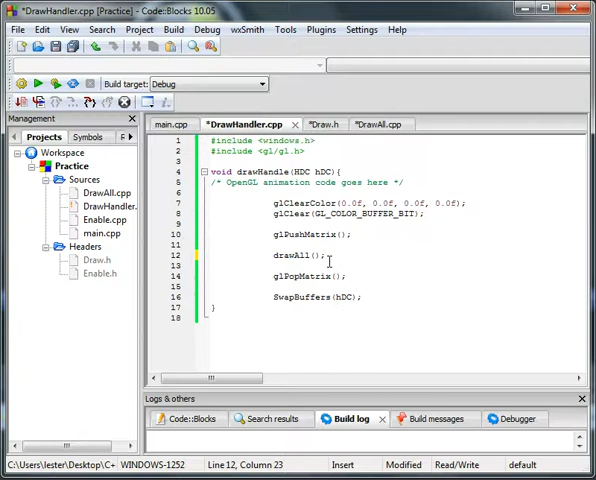 *DrawHandler.cpp [Practice] - Code::Blocks 10.05
File Edit View Search Project Build Debug wxSmith Tools Plugins Settings Help
Build target: Debug
Management
Projects Symbols
Workspace
Practice
Sources
DrawAll.cpp
DrawHandler.
Enable.cpp
main.cpp
Headers
Draw.h
Enable.h
main.cpp *DrawHandler.cpp *Draw.h *DrawAll.cpp
1 #include <windows.h>
2 #include <gl/gl.h>
3
4 void drawHandle(HDC hDC){
5 /* OpenGL animation code goes here */
6
7 glClearColor(0.0f, 0.0f, 0.0f, 0.0f);
8 glClear(GL_COLOR_BUFFER_BIT);
9
10 glPushMatrix();
11
12 drawAll();
13
14 glPopMatrix();
15
16 SwapBuffers(hDC);
17 }
18
Logs & others
Code::Blocks Search results Build log Build messages Debugger
C:\Users\lester\Desktop\C+ WINDOWS-1252 Line 12, Column 23 Insert Modified Read/Write default